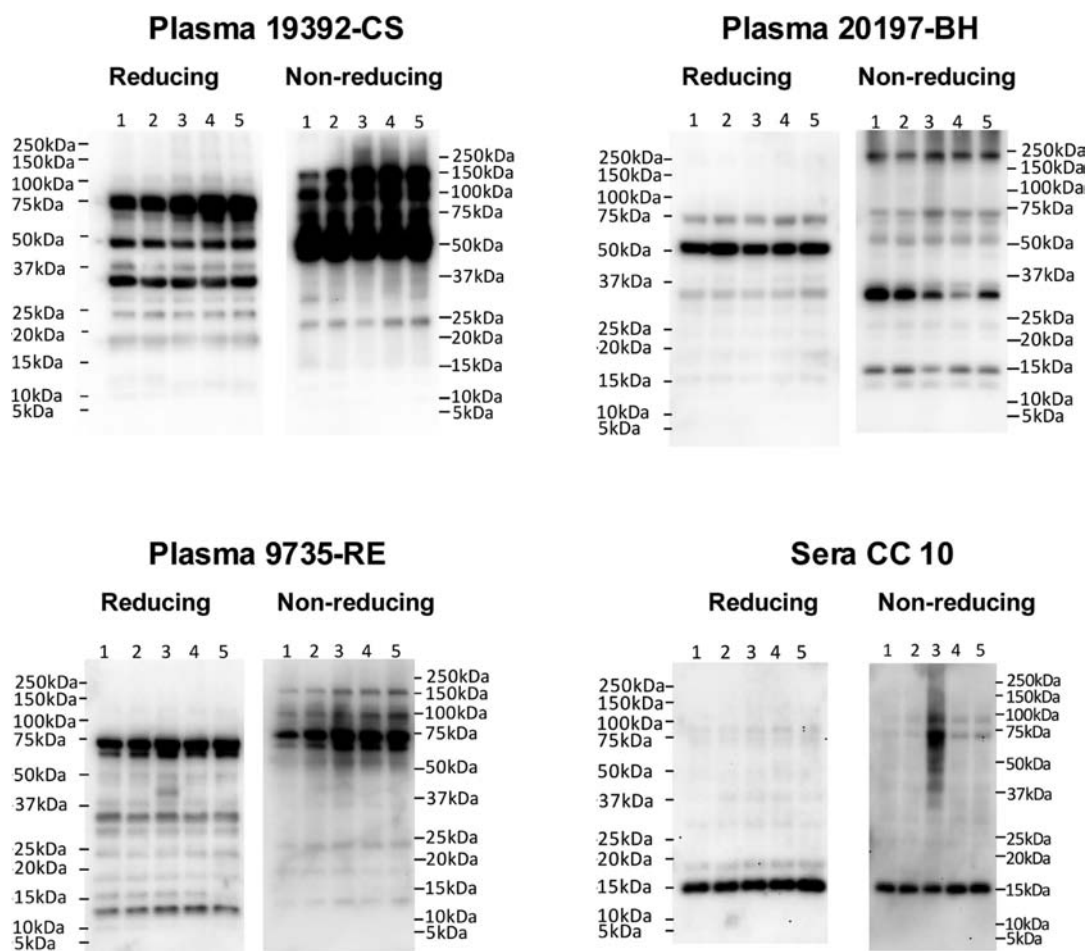 Plasma 19392-CS
Reducing
Non-reducing
1 2 3 4 5
1 2 3 4 5
250kDa
150kDa
100kDa
75kDa
50kDa
37kDa
25kDa
20kDa
15kDa
10kDa
5kDa
250kDa
150kDa
100kDa
75kDa
50kDa
37kDa
25kDa
20kDa
15kDa
10kDa
5kDa
Plasma 20197-BH
Reducing
Non-reducing
1 2 3 4 5
1 2 3 4 5
250kDa
150kDa
100kDa
75kDa
50kDa
37kDa
25kDa
20kDa
15kDa
10kDa
5kDa
250kDa
150kDa
100kDa
75kDa
50kDa
37kDa
25kDa
20kDa
15kDa
10kDa
5kDa
Plasma 9735-RE
Reducing
Non-reducing
1 2 3 4 5
1 2 3 4 5
250kDa
150kDa
100kDa
75kDa
50kDa
37kDa
25kDa
20kDa
15kDa
10kDa
5kDa
250kDa
150kDa
100kDa
75kDa
50kDa
37kDa
25kDa
20kDa
15kDa
10kDa
5kDa
Sera CC 10
Reducing
Non-reducing
1 2 3 4 5
1 2 3 4 5
250kDa
150kDa
100kDa
75kDa
50kDa
37kDa
25kDa
20kDa
15kDa
10kDa
5kDa
250kDa
150kDa
100kDa
75kDa
50kDa
37kDa
25kDa
20kDa
15kDa
10kDa
5kDa